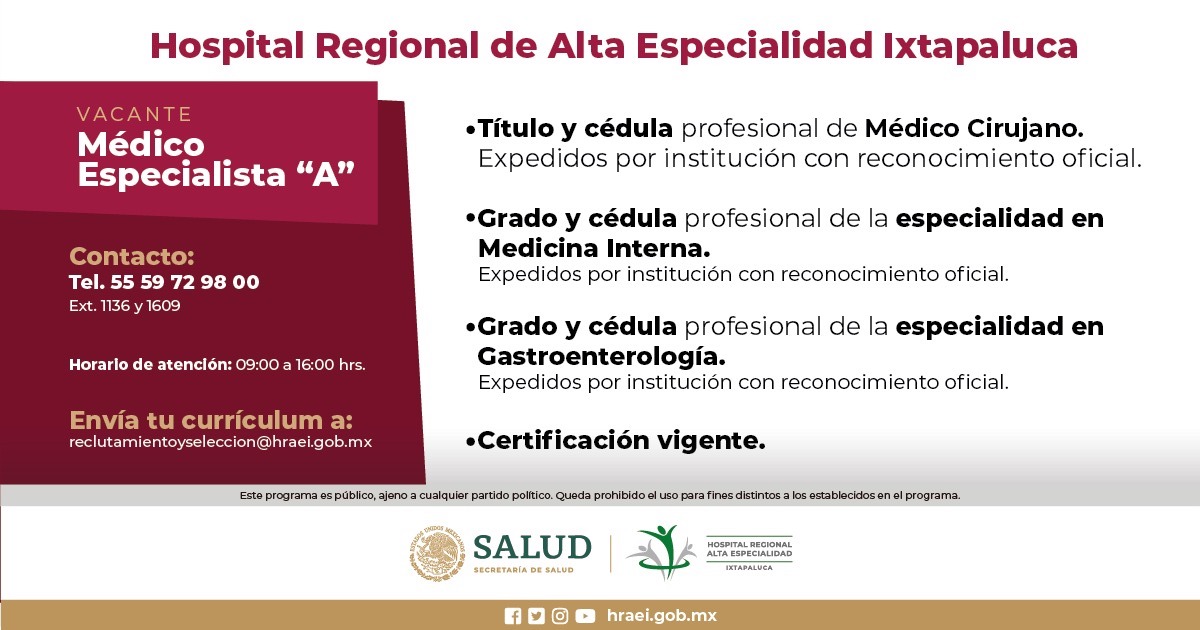 Hospital Regional de Alta Especialidad Ixtapaluca
VACANTE
Médico
Especialista “A”
Contacto:
Tel. 55 59 72 98 00
Ext. 1136 y 1609
Horario de atención: 09:00 a 16:00 hrs.
Envía tu currículum a:
reclutamientoyseleccion@hraei.gob.mx
•Título y cédula profesional de Médico Cirujano.
Expedidos por institución con reconocimiento oficial.
•Grado y cédula profesional de la especialidad en
Medicina Interna.
Expedidos por institución con reconocimiento oficial.
•Grado y cédula profesional de la especialidad en
Gastroenterología.
Expedidos por institución con reconocimiento oficial.
•Certificación vigente.
Este programa es público, ajeno a cualquier partido político. Queda prohibido el uso para fines distintos a los establecidos en el programa.
ESTADOS UNIDOS MEXICANOS
SALUD
SECRETARÍA DE SALUD
HOSPITAL REGIONAL
ALTA ESPECIALIDAD
IXTAPALUCA
hraei.gob.mx